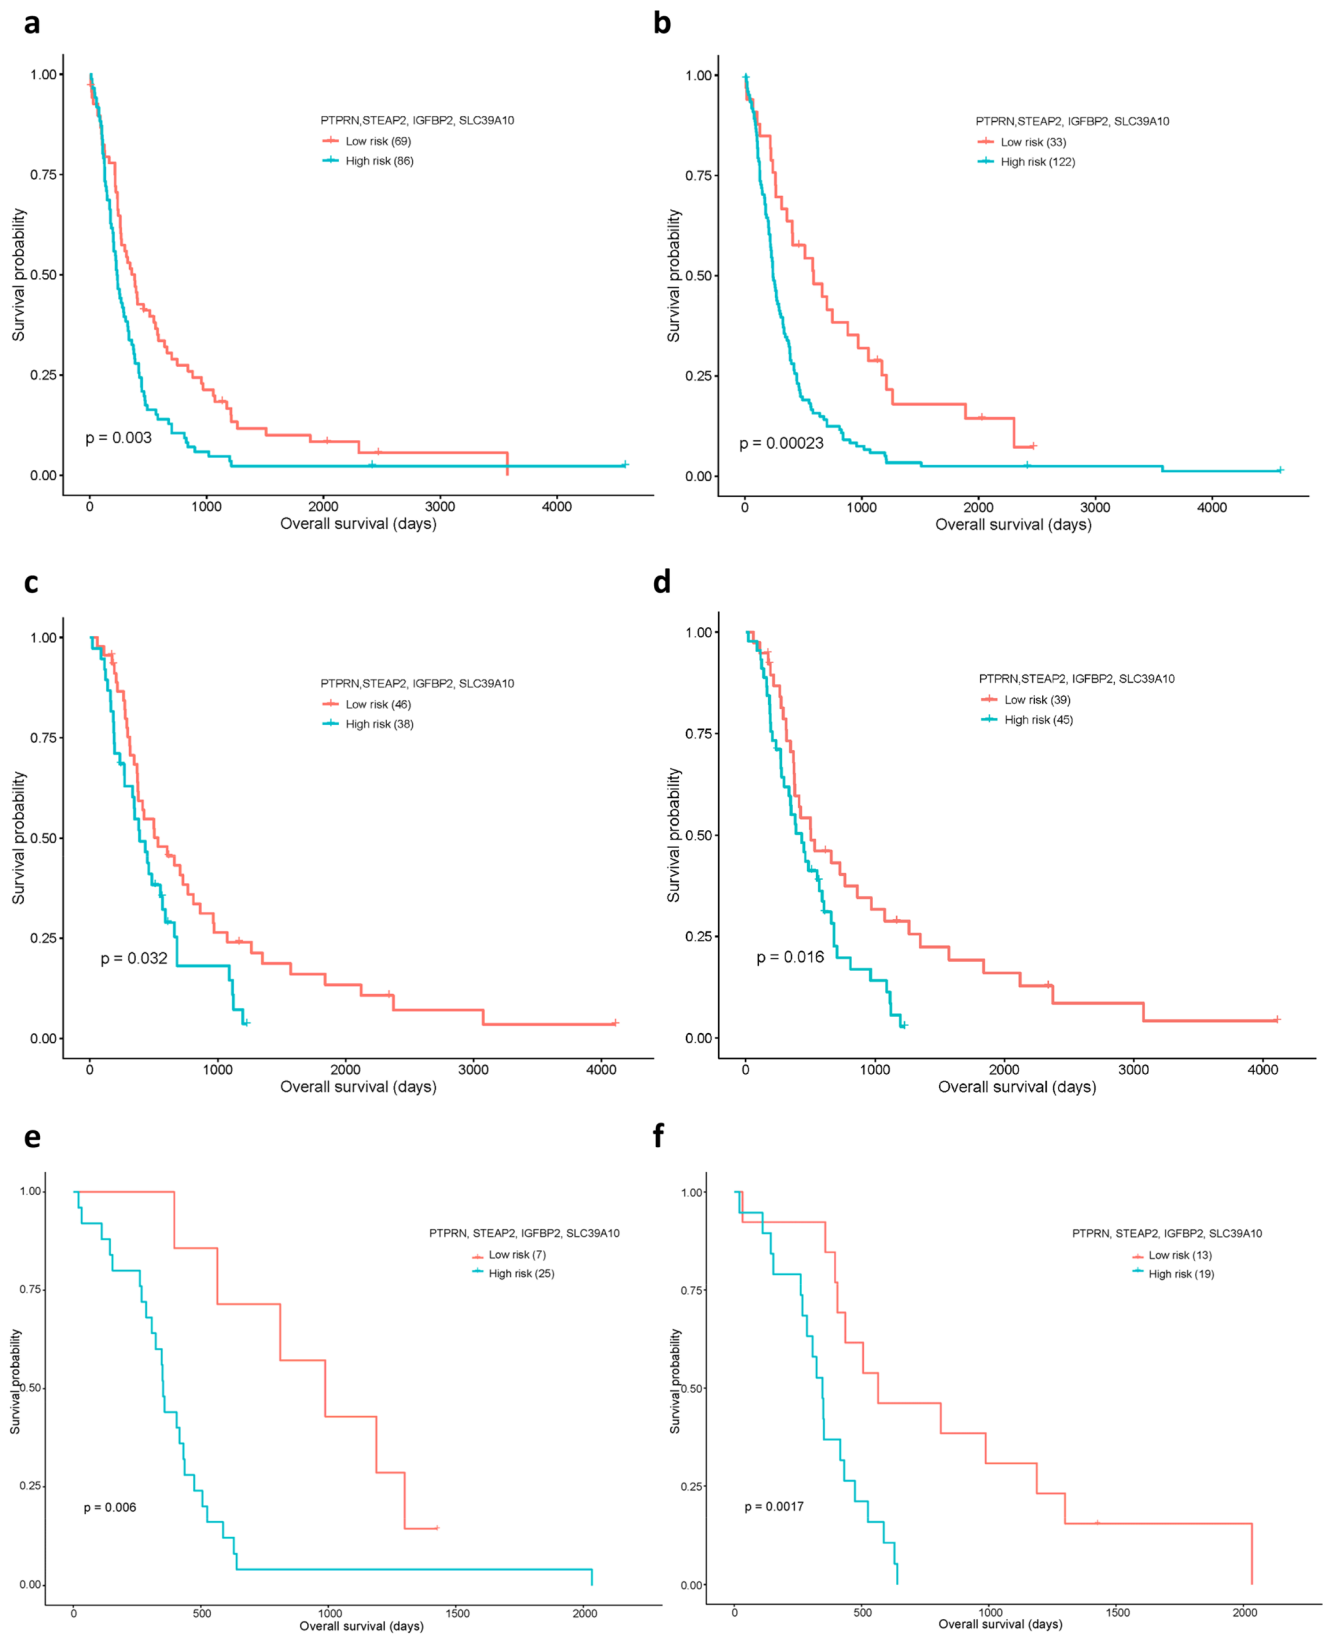 a
1.00
0.75
0.50
0.25
0.00
Survival probability
PTPRN,STEAP2, IGFBP2, SLC39A10
Low risk (69)
High risk (86)
p = 0.003
0 1000 2000 3000 4000
Overall survival (days)
b
1.00
0.75
0.50
0.25
0.00
Survival probability
PTPRN,STEAP2, IGFBP2, SLC39A10
Low risk (33)
High risk (122)
p = 0.00023
0 1000 2000 3000 4000
Overall survival (days)
c
1.00
0.75
0.50
0.25
0.00
Survival probability
PTPRN,STEAP2, IGFBP2, SLC39A10
Low risk (46)
High risk (38)
p = 0.032
0 1000 2000 3000 4000
Overall survival (days)
d
1.00
0.75
0.50
0.25
0.00
Survival probability
PTPRN,STEAP2, IGFBP2, SLC39A10
Low risk (39)
High risk (45)
p = 0.016
0 1000 2000 3000 4000
Overall survival (days)
e
1.00
0.75
0.50
0.25
0.00
Survival probability
PTPRN, STEAP2, IGFBP2, SLC39A10
Low risk (7)
High risk (25)
p = 0.006
0 500 1000 1500 2000
Overall survival (days)
f
1.00
0.75
0.50
0.25
0.00
Survival probability
PTPRN, STEAP2, IGFBP2, SLC39A10
Low risk (13)
High risk (19)
p = 0.0017
0 500 1000 1500 2000
Overall survival (days)